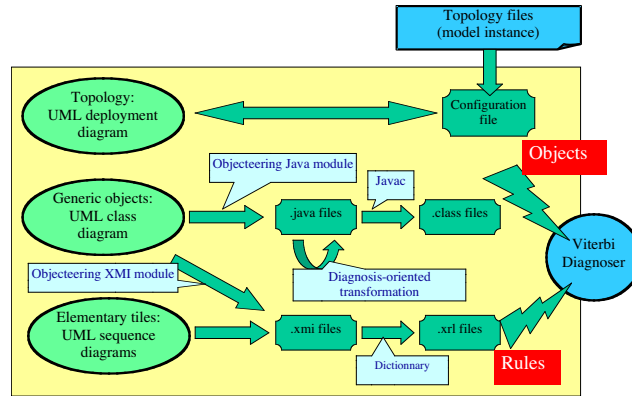 Topology files
(model instance)
Topology:
UML deployment
diagram
Configuration
file
Objects
Objecteering Java module
Javac
Generic objects:
UML class
diagram
.java files
.class files
Viterbi
Diagnoser
Objecteering XMI module
Diagnosis-oriented
transformation
Elementary tiles:
UML sequence
diagrams
.xmi files
.xrl files
Rules
Dictionnary